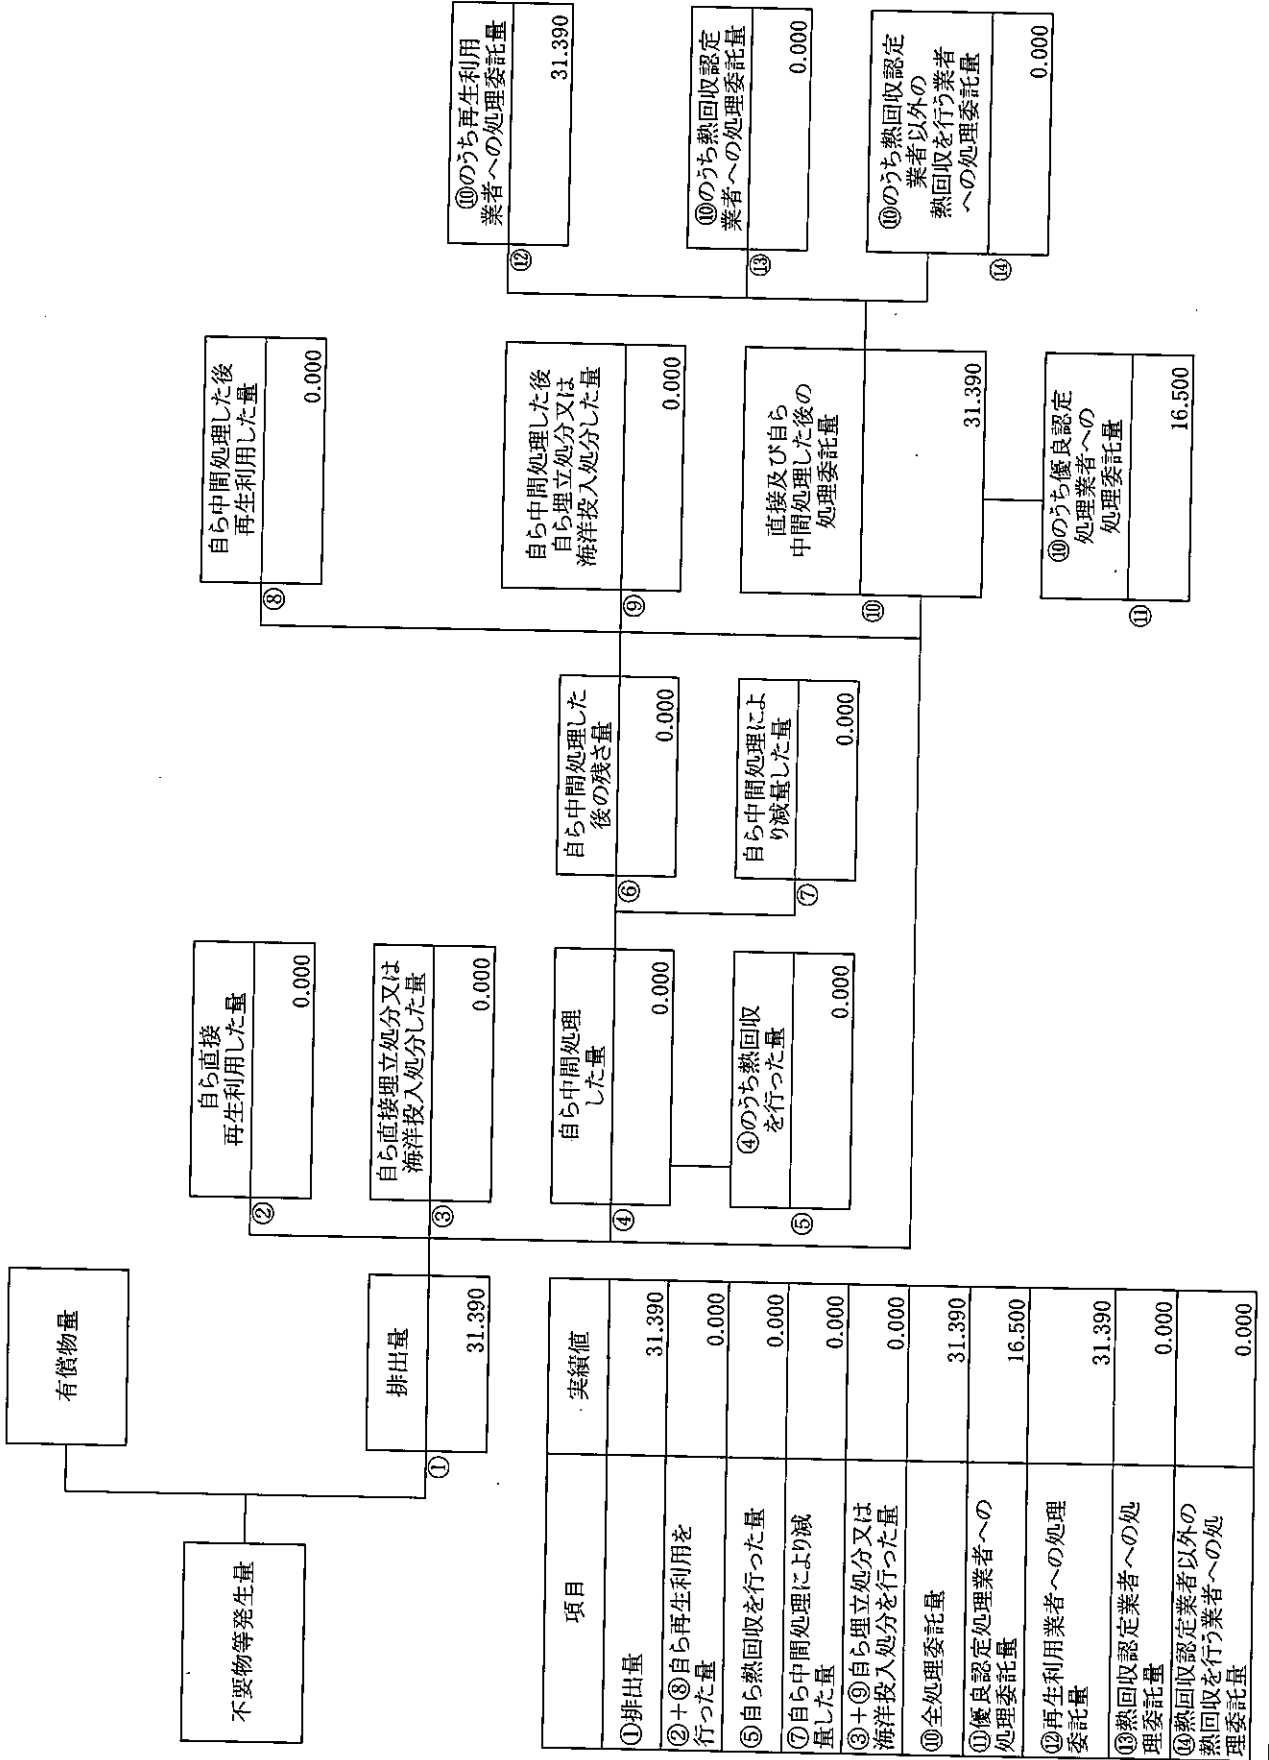 不要物等発生量
有償物量
排出量
①
31.390
自ら直接
再生利用した量
②
0.000
自ら直接埋立処分又は
海洋投入処分した量
③
0.000
自ら中間処理
した量
④
0.000
④のうち熱回収
を行った量
⑤
0.000
自ら中間処理した
後の残さ量
⑥
0.000
自ら中間処理によ
り減量した量
⑦
0.000
自ら中間処理した後
再生利用した量
⑧
0.000
自ら中間処理した後
自ら埋立処分又は
海洋投入処分した量
⑨
0.000
直接及び自ら
中間処理した後の
処理委託量
⑩
31.390
⑩のうち優良認定
処理業者への
処理委託量
⑪
16.500
⑩のうち再生利用
業者への処理委託量
⑫
31.390
⑩のうち熱回収認定
業者への処理委託量
⑬
0.000
⑩のうち熱回収認定
業者以外の
熱回収を行う業者
への処理委託量
⑭
0.000
項目 実績値
①排出量 31.390
②+⑧自ら再生利用を
行った量 0.000
⑤自ら熱回収を行った量 0.000
⑦自ら中間処理により減
量した量 0.000
③+⑨自ら埋立処分又は
海洋投入処分を行った量 0.000
⑩全処理委託量 31.390
⑪優良認定処理業者への
処理委託量 16.500
⑫再生利用業者への処理
委託量 31.390
⑬熱回収認定業者への処
理委託量 0.000
⑭熱回収認定業者以外の
熱回収を行う業者への処
理委託量 0.000